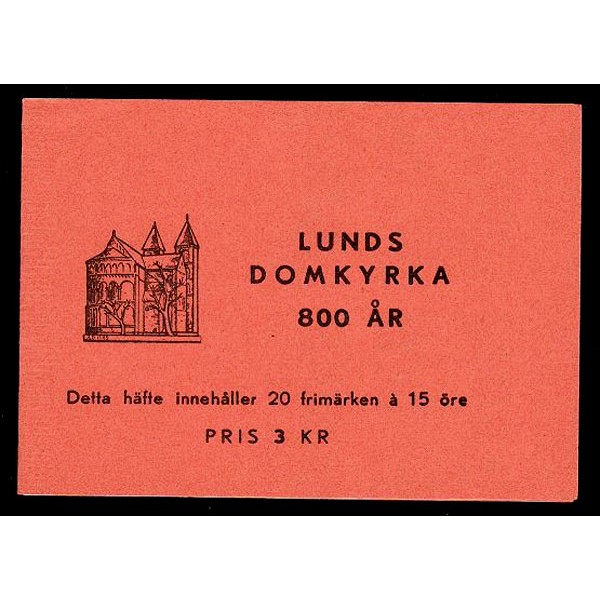 LUNDS
DOMKYRKA
800 ÅR
Detta häfte innehåller 20 frimärken à 15 öre
PRIS 3 KR